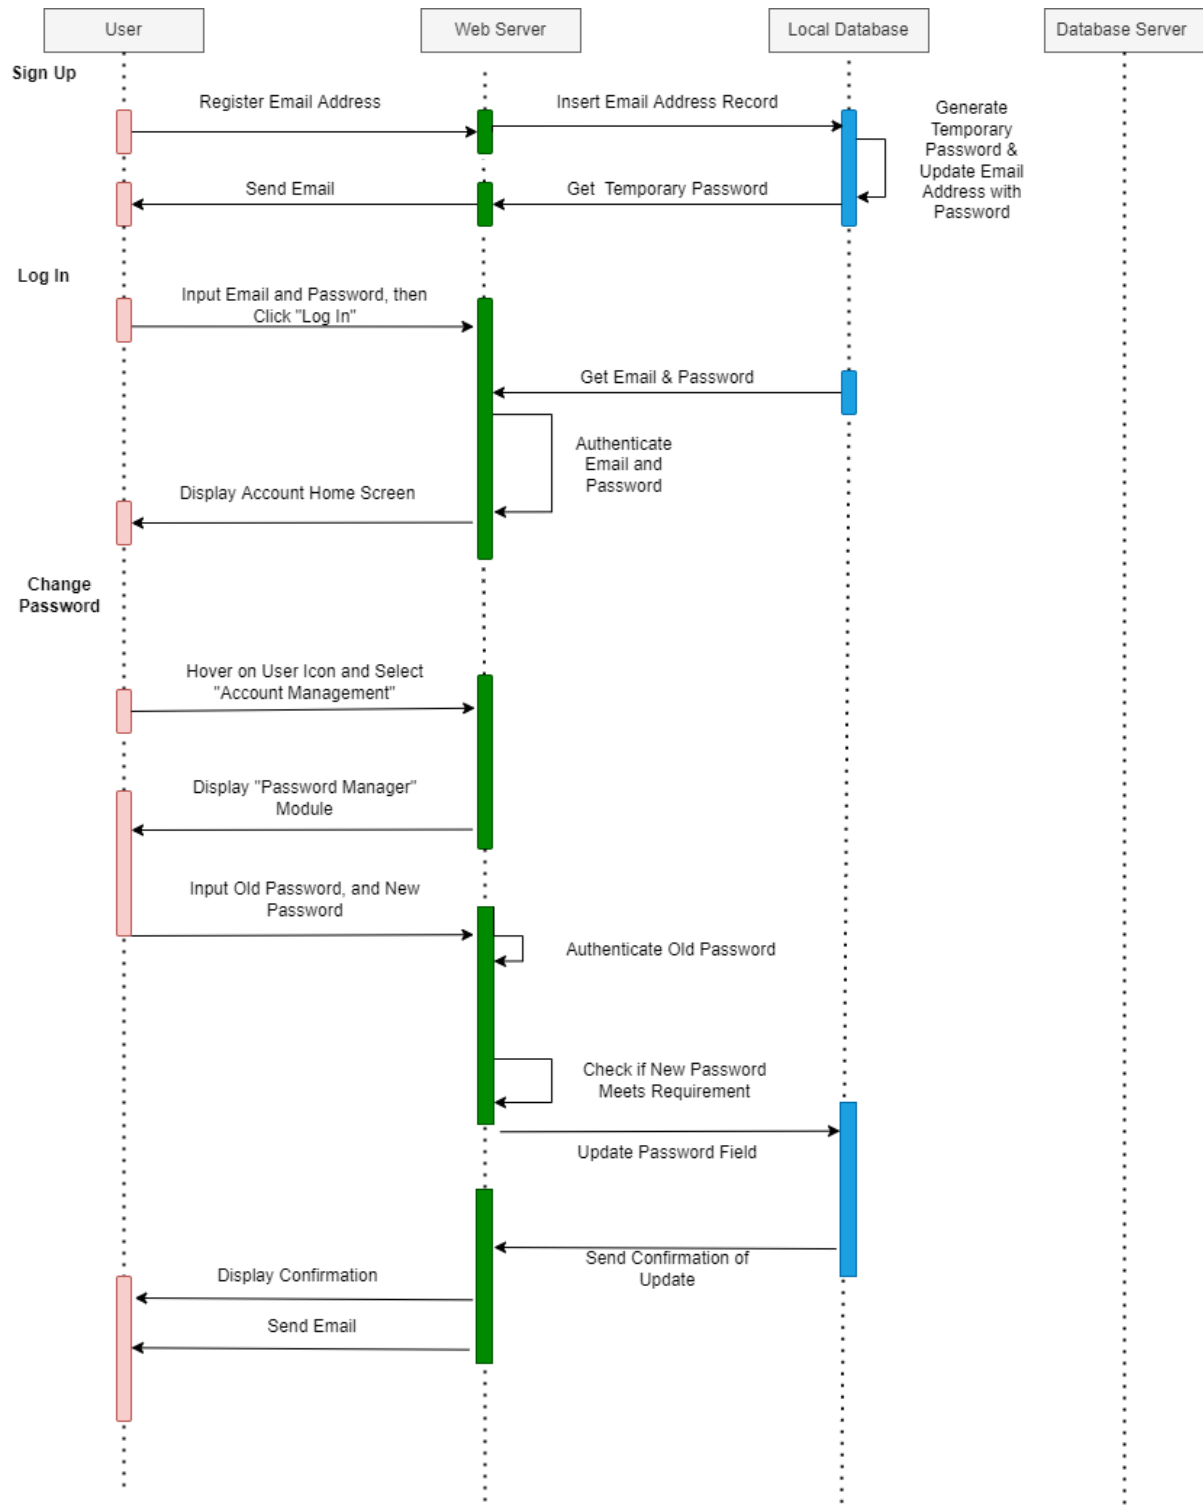 User
Web Server
Local Database
Database Server
Sign Up
Register Email Address
Insert Email Address Record
Generate
Temporary
Password &
Update Email
Address with
Password
Send Email
Get  Temporary Password
Log In
Input Email and Password, then
Click "Log In"
Get Email & Password
Authenticate
Email and
Password
Display Account Home Screen
Change
Password
Hover on User Icon and Select
"Account Management"
Display "Password Manager"
Module
Input Old Password, and New
Password
Authenticate Old Password
Check if New Password
Meets Requirement
Update Password Field
Send Confirmation of
Update
Display Confirmation
Send Email